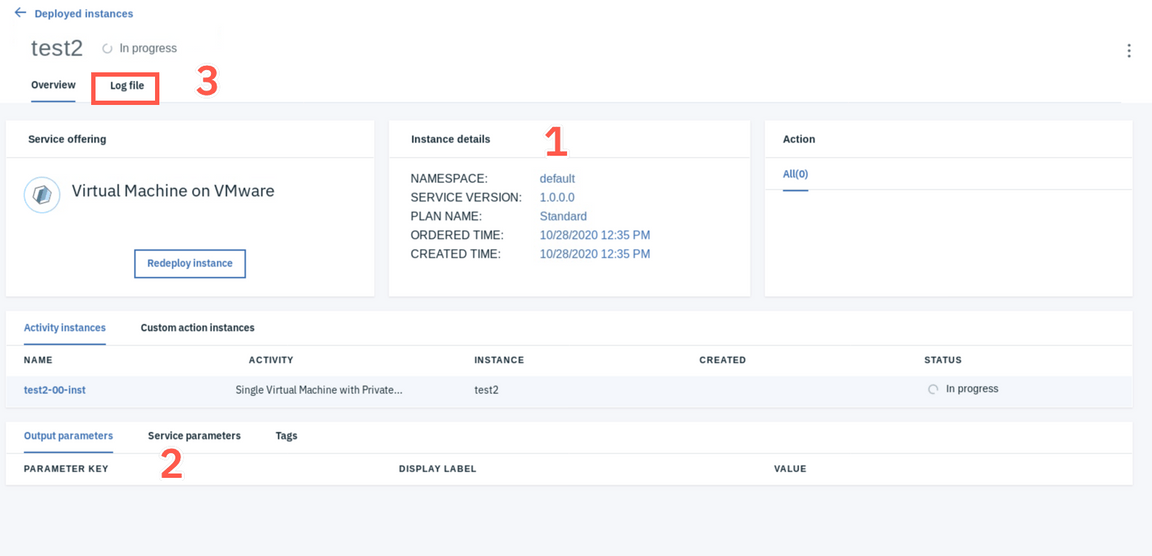 Deployed instances
test2 In progress
Overview Log file 3
Service offering
Virtual Machine on VMware
Redeploy instance
Instance details 1
NAMESPACE: default
SERVICE VERSION: 1.0.0.0
PLAN NAME: Standard
ORDERED TIME: 10/28/2020 12:35 PM
CREATED TIME: 10/28/2020 12:35 PM
Action
All(0)
Activity instances Custom action instances
NAME ACTIVITY INSTANCE CREATED STATUS
test2-00-inst Single Virtual Machine with Private... test2 In progress
Output parameters Service parameters Tags
2
PARAMETER KEY DISPLAY LABEL VALUE